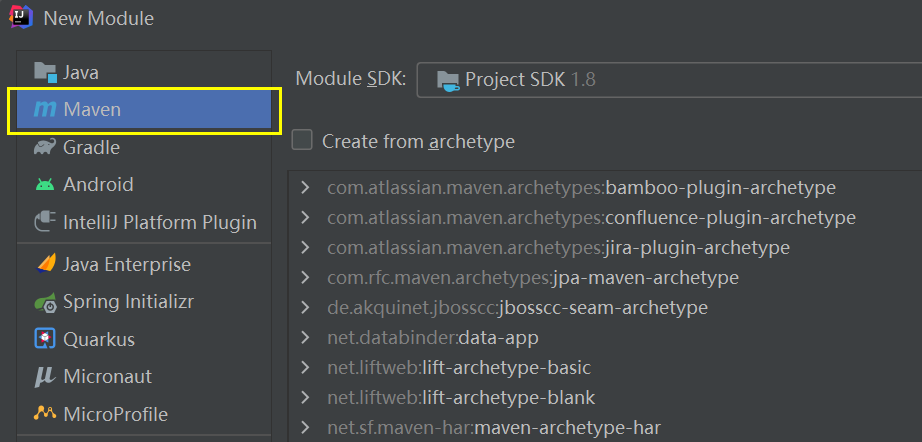 New Module
Java
Maven
Gradle
Android
IntelliJ Platform Plugin
Java Enterprise
Spring Initializr
Quarkus
Micronaut
MicroProfile
Module SDK: Project SDK 1.8
Create from archetype
com.atlassian.maven.archetypes:bamboo-plugin-archetype
com.atlassian.maven.archetypes:confluence-plugin-archetype
com.atlassian.maven.archetypes:jira-plugin-archetype
com.rfc.maven.archetypes:jpa-maven-archetype
de.akquinet.jbosscc:jbosscc-seam-archetype
net.databinder:data-app
net.liftweb:lift-archetype-basic
net.liftweb:lift-archetype-blank
net.sf.maven-har:maven-archetype-har